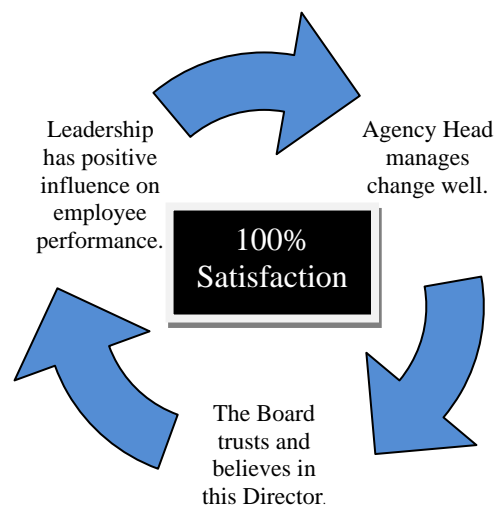 Leadership
has positive
influence on
employee
performance.
Agency Head
manages
change well.
100%
Satisfaction
The Board
trusts and
believes in
this Director.